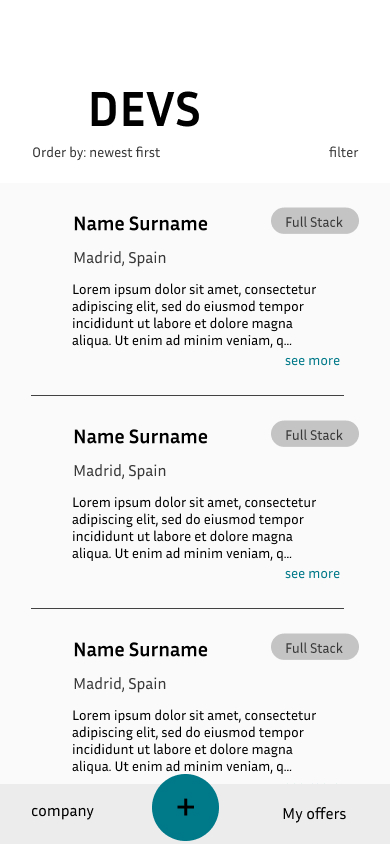 DEVS
Order by: newest first
filter
Name Surname
Full Stack
Madrid, Spain
Lorem ipsum dolor sit amet, consectetur
adipiscing elit, sed do eiusmod tempor
incididunt ut labore et dolore magna
aliqua. Ut enim ad minim veniam, q...
see more
Name Surname
Full Stack
Madrid, Spain
Lorem ipsum dolor sit amet, consectetur
adipiscing elit, sed do eiusmod tempor
incididunt ut labore et dolore magna
aliqua. Ut enim ad minim veniam, q...
see more
Name Surname
Full Stack
Madrid, Spain
Lorem ipsum dolor sit amet, consectetur
adipiscing elit, sed do eiusmod tempor
incididunt ut labore et dolore magna
aliqua. Ut enim ad minim veniam, q...
company
+
My offers